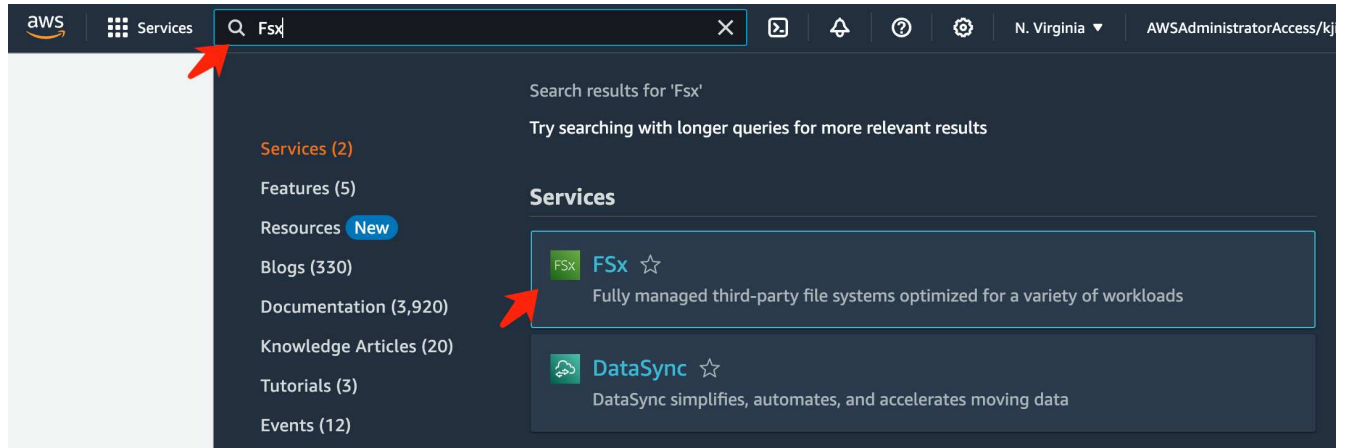 aws
Services
Fsx
N. Virginia
AWSAdministratorAccess/kji
Search results for 'Fsx'
Try searching with longer queries for more relevant results
Services (2)
Features (5)
Resources New
Blogs (330)
Documentation (3,920)
Knowledge Articles (20)
Tutorials (3)
Events (12)
Services
FSx
FSx
Fully managed third-party file systems optimized for a variety of workloads
DataSync
DataSync simplifies, automates, and accelerates moving data